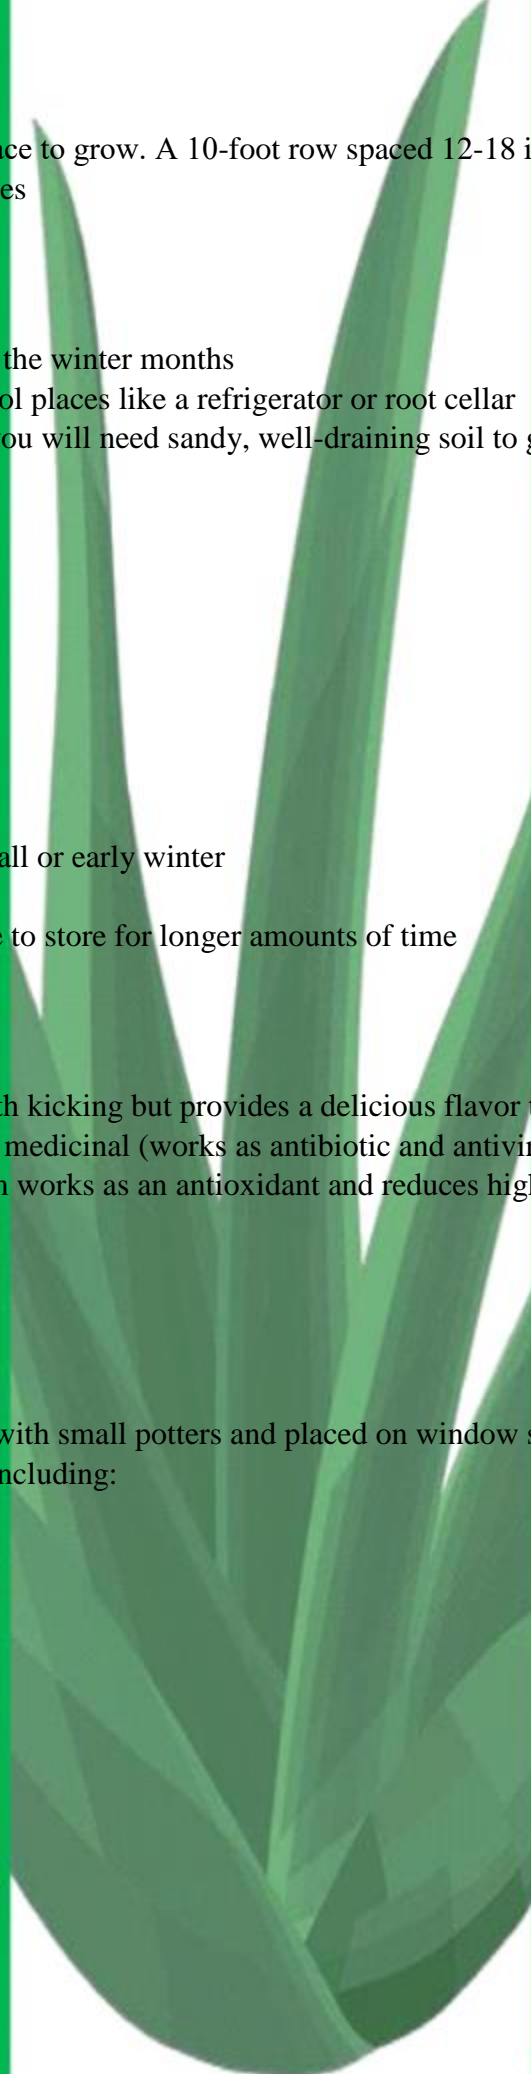 ace to grow. A 10-foot row spaced 12-18 i
es
the winter months
ol places like a refrigerator or root cellar
ou will need sandy, well-draining soil to g
all or early winter
e to store for longer amounts of time
th kicking but provides a delicious flavor t
medicinal (works as antibiotic and antivir
n works as an antioxidant and reduces hig
with small potters and placed on window s
ncluding: